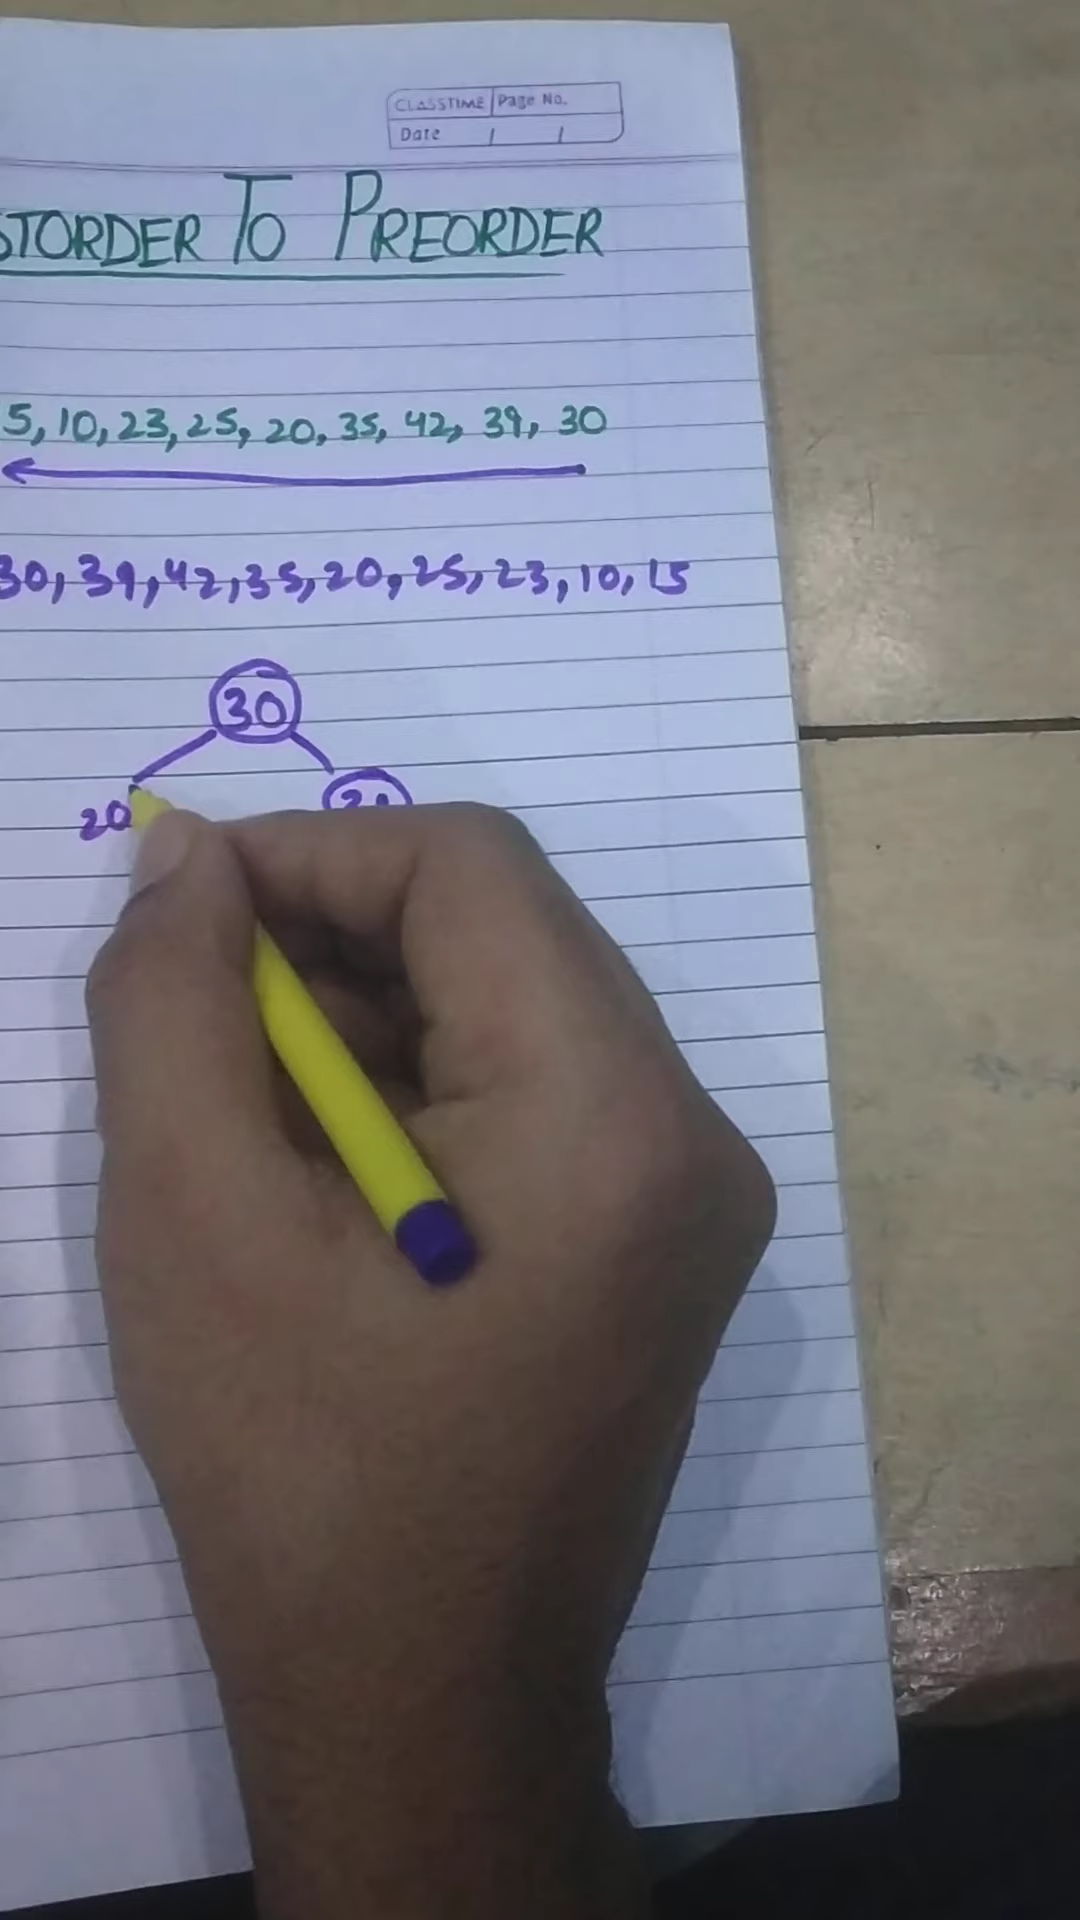 CLASSTIME Page No.
Date / /
STORDER TO PREORDER
5, 10, 23, 25, 20, 35, 42, 39, 30
30, 39, 42, 35, 20, 25, 23, 10, 15
30
20